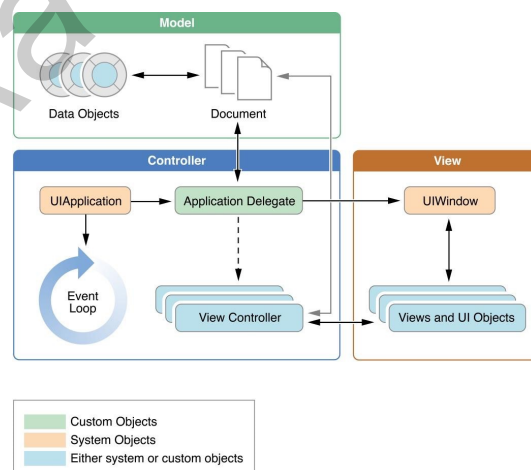 Model
Data Objects
Document
Controller
View
UIApplication
Application Delegate
UIWindow
Event
Loop
View Controller
Views and UI Objects
Custom Objects
System Objects
Either system or custom objects